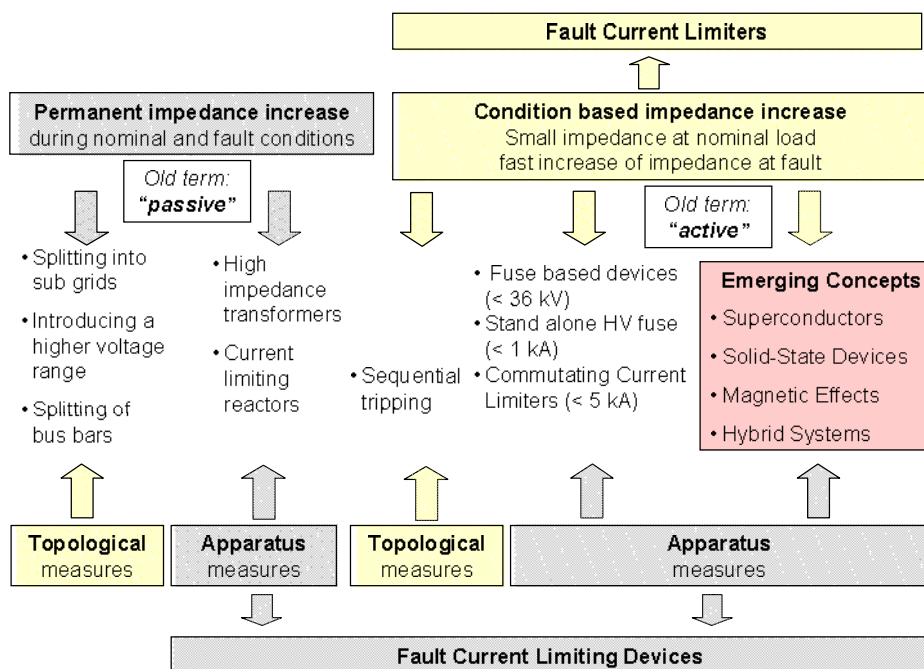 Fault Current Limiters
Permanent impedance increase
during nominal and fault conditions
Condition based impedance increase
Small impedance at nominal load
fast increase of impedance at fault
Old term:
"passive"
Old term:
"active"
• Splitting into
sub grids
• Introducing a
higher voltage
range
• Splitting of
bus bars
• High
impedance
transformers
• Current
limiting
reactors
• Sequential
tripping
• Fuse based devices
(< 36 kV)
• Stand alone HV fuse
(< 1 kA)
• Commutating Current
Limiters (< 5 kA)
Emerging Concepts
• Superconductors
• Solid-State Devices
• Magnetic Effects
• Hybrid Systems
Topological
measures
Apparatus
measures
Topological
measures
Apparatus
measures
Fault Current Limiting Devices